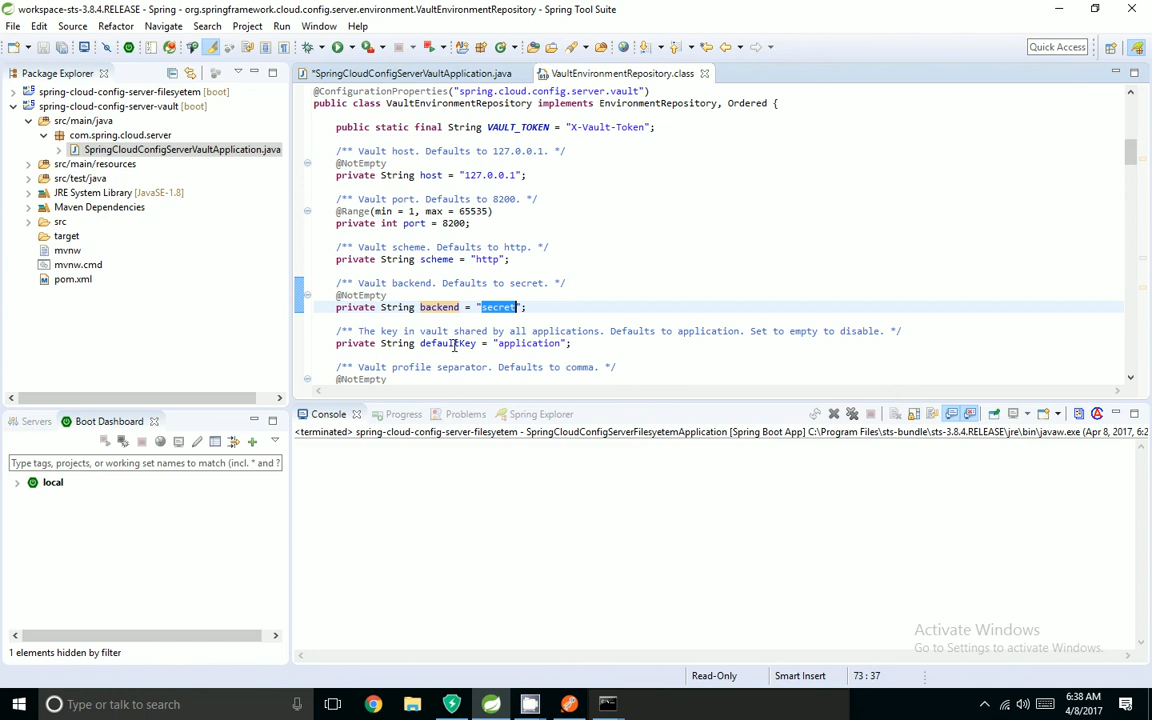 workspace-sts-3.8.4.RELEASE - Spring - org.springframework.cloud.config.server.environment.VaultEnvironmentRepository - Spring Tool Suite
File Edit Source Refactor Navigate Search Project Run Window Help
Quick Access
Package Explorer
spring-cloud-config-server-filesyetem [boot]
spring-cloud-config-server-vault [boot]
src/main/java
com.spring.cloud.server
SpringCloudConfigServerVaultApplication.java
src/main/resources
src/test/java
JRE System Library [JavaSE-1.8]
Maven Dependencies
src
target
mvnw
mvnw.cmd
pom.xml
*SpringCloudConfigServerVaultApplication.java VaultEnvironmentRepository.class
@ConfigurationProperties("spring.cloud.config.server.vault")
public class VaultEnvironmentRepository implements EnvironmentRepository, Ordered {
public static final String VAULT_TOKEN = "X-Vault-Token";
/** Vault host. Defaults to 127.0.0.1. */
@NotEmpty
private String host = "127.0.0.1";
/** Vault port. Defaults to 8200. */
@Range(min = 1, max = 65535)
private int port = 8200;
/** Vault scheme. Defaults to http. */
private String scheme = "http";
/** Vault backend. Defaults to secret. */
@NotEmpty
private String backend = "secret";
/** The key in vault shared by all applications. Defaults to application. Set to empty to disable. */
private String defaultKey = "application";
/** Vault profile separator. Defaults to comma. */
@NotEmpty
Servers Boot Dashboard
Type tags, projects, or working set names to match (incl. * and ?
local
1 elements hidden by filter
Console Progress Problems Spring Explorer
<terminated> spring-cloud-config-server-filesyetem - SpringCloudConfigServerFilesyetemApplication [Spring Boot App] C:\Program Files\sts-bundle\sts-3.8.4.RELEASE\jre\bin\javaw.exe (Apr 8, 2017, 6:2
Activate Windows
Go to Settings to activate Windows.
Read-Only Smart Insert 73 : 37
Type or talk to search
6:38 AM
4/8/2017